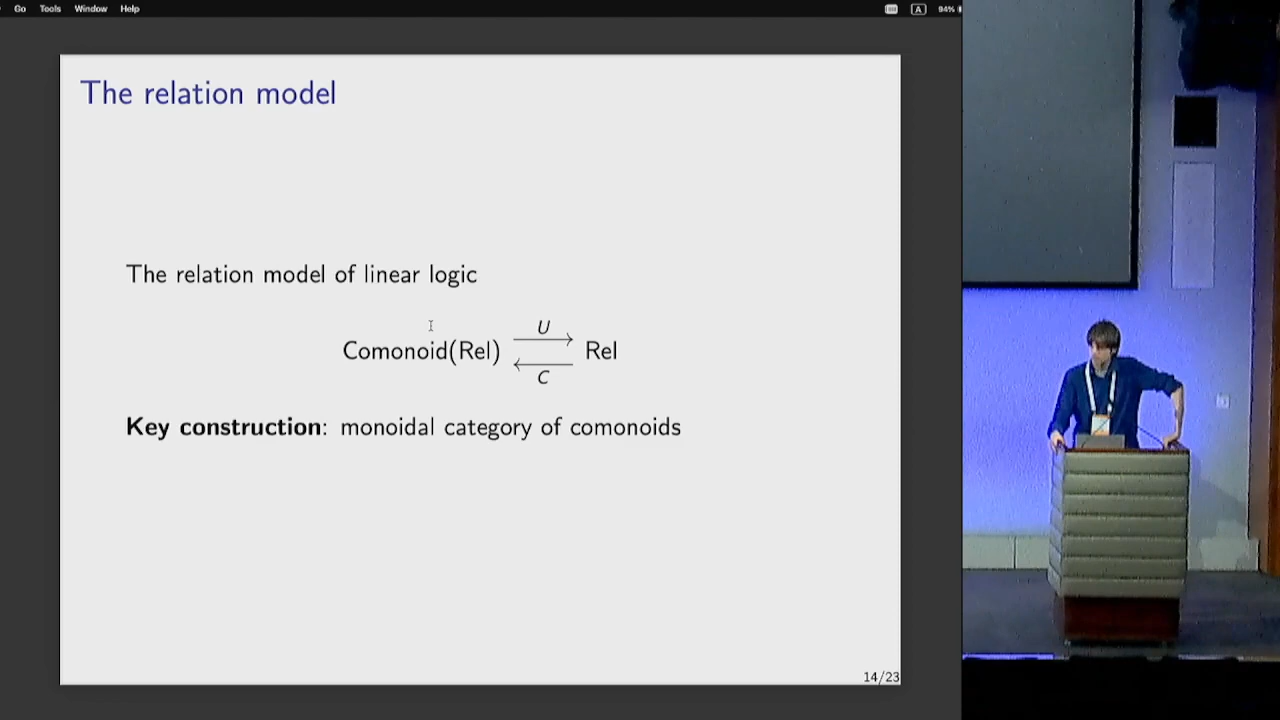 Go Tools Window Help A 94%
The relation model
The relation model of linear logic
U
Comonoid(Rel) Rel
C
Key construction: monoidal category of comonoids
14/23